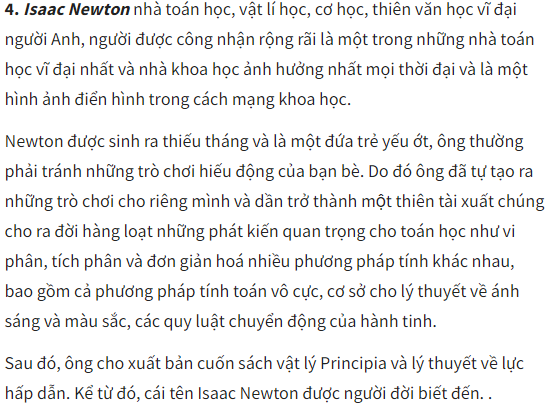 4. Isaac Newton nhà toán học, vật lí học, cơ học, thiên văn học vĩ đại
người Anh, người được công nhận rộng rãi là một trong những nhà toán
học vĩ đại nhất và nhà khoa học ảnh hưởng nhất mọi thời đại và là một
hình ảnh điển hình trong cách mạng khoa học.
Newton được sinh ra thiếu tháng và là một đứa trẻ yếu ớt, ông thường
phải tránh những trò chơi hiếu động của bạn bè. Do đó ông đã tự tạo ra
những trò chơi cho riêng mình và dần trở thành một thiên tài xuất chúng
cho ra đời hàng loạt những phát kiến quan trọng cho toán học như vi
phân, tích phân và đơn giản hoá nhiều phương pháp tính khác nhau,
bao gồm cả phương pháp tính toán vô cực, cơ sở cho lý thuyết về ánh
sáng và màu sắc, các quy luật chuyển động của hành tinh.
Sau đó, ông cho xuất bản cuốn sách vật lý Principia và lý thuyết về lực
hấp dẫn. Kể từ đó, cái tên Isaac Newton được người đời biết đến. .